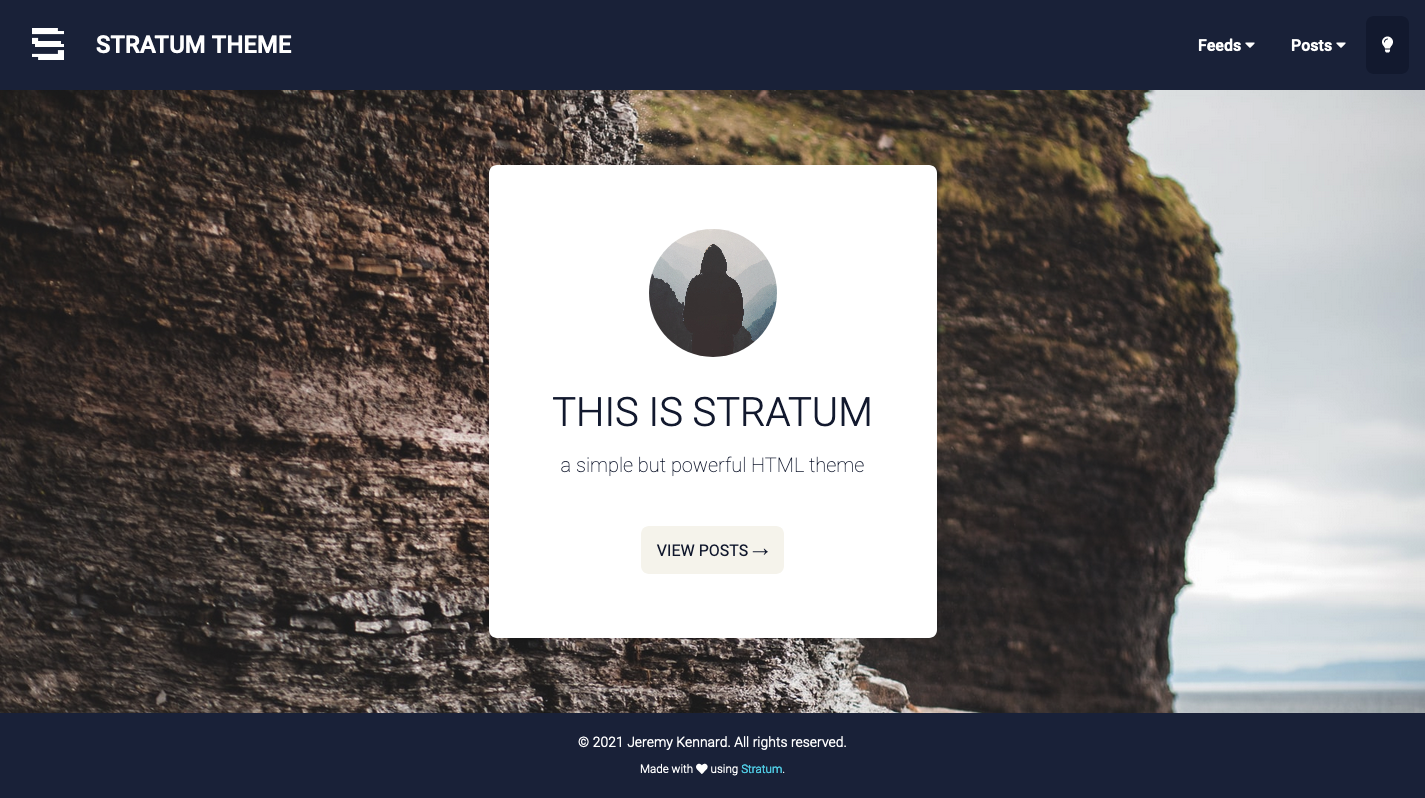 STRATUM THEME
Feeds
Posts
THIS IS STRATUM
a simple but powerful HTML theme
VIEW POSTS →
© 2021 Jeremy Kennard. All rights reserved.
Made with ♥ using Stratum.